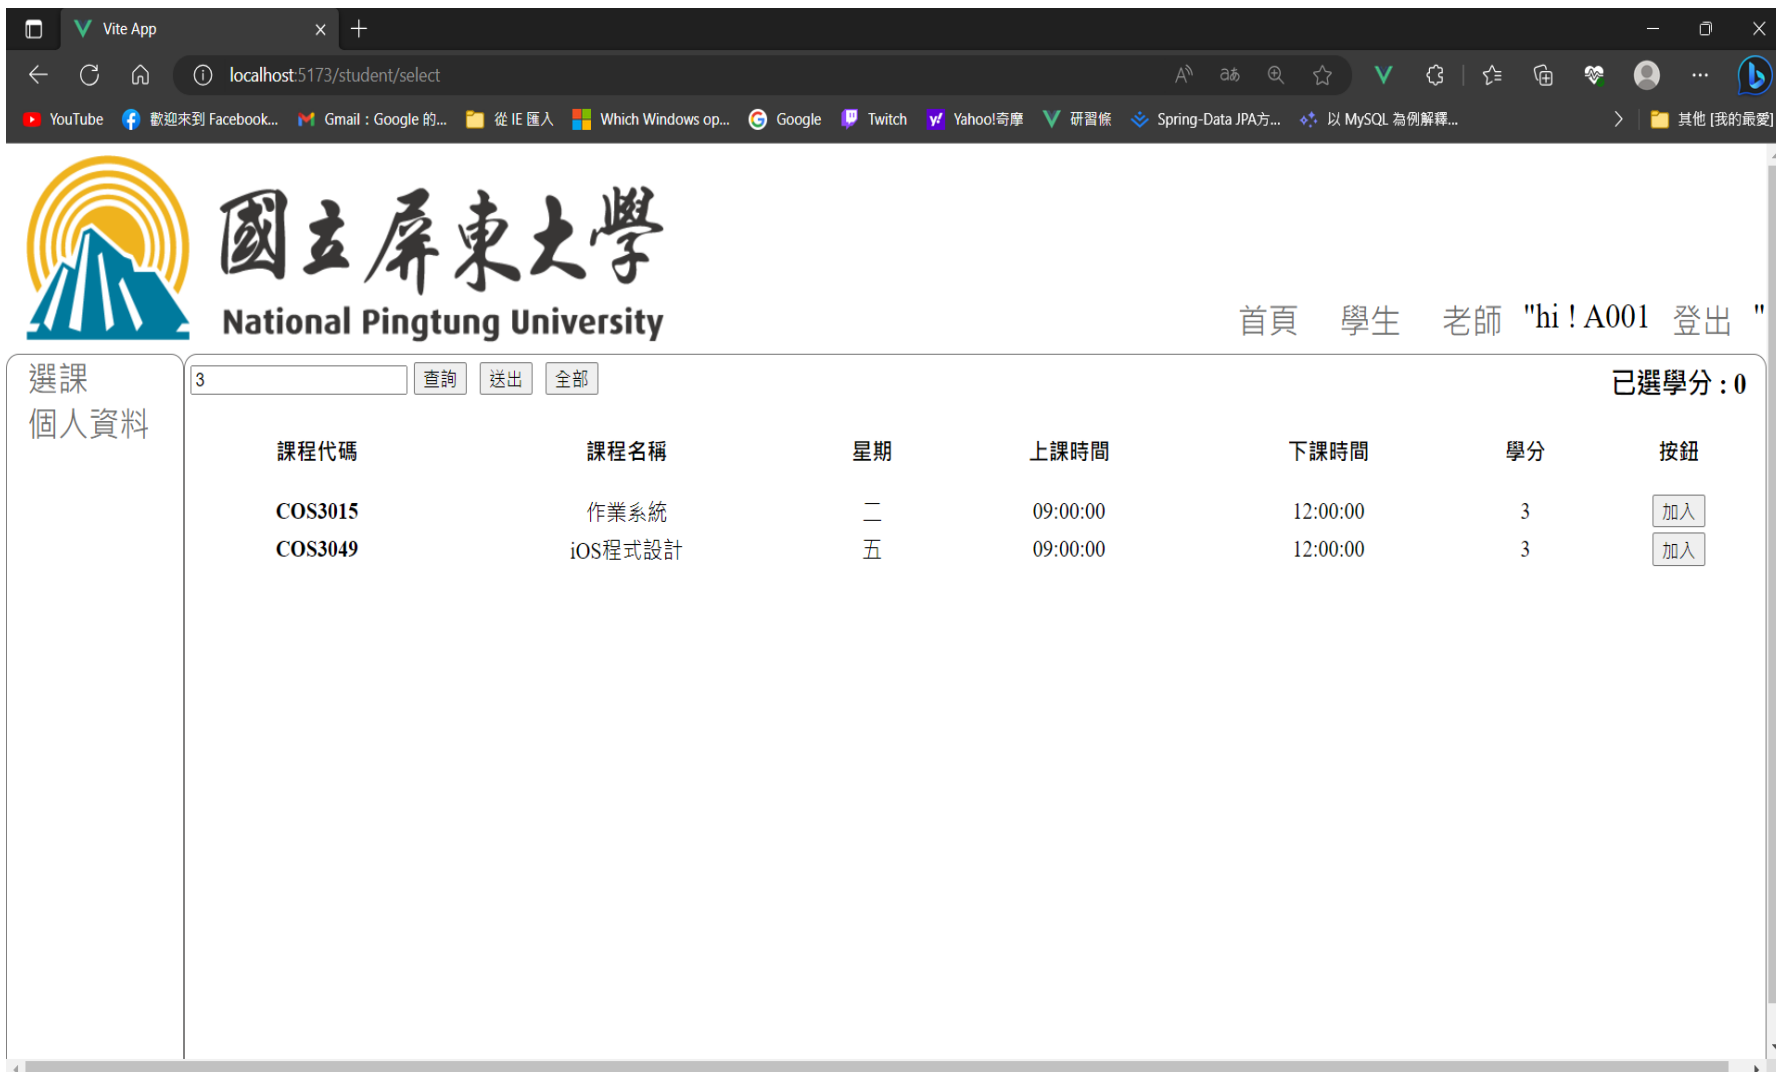 Vite App
localhost:5173/student/select
YouTube 歡迎來到 Facebook... Gmail：Google 的... 從 IE 匯入 Which Windows op... Google Twitch Yahoo!奇摩 研習條 Spring-Data JPA方... 以 MySQL 為例解釋... 其他 [我的最愛]
國立屏東大學
National Pingtung University
首頁 學生 老師 "hi ! A001 登出 "
選課
個人資料
3 查詢 送出 全部 已選學分 : 0
課程代碼 課程名稱 星期 上課時間 下課時間 學分 按鈕
COS3015 作業系統 二 09:00:00 12:00:00 3 加入
COS3049 iOS程式設計 五 09:00:00 12:00:00 3 加入